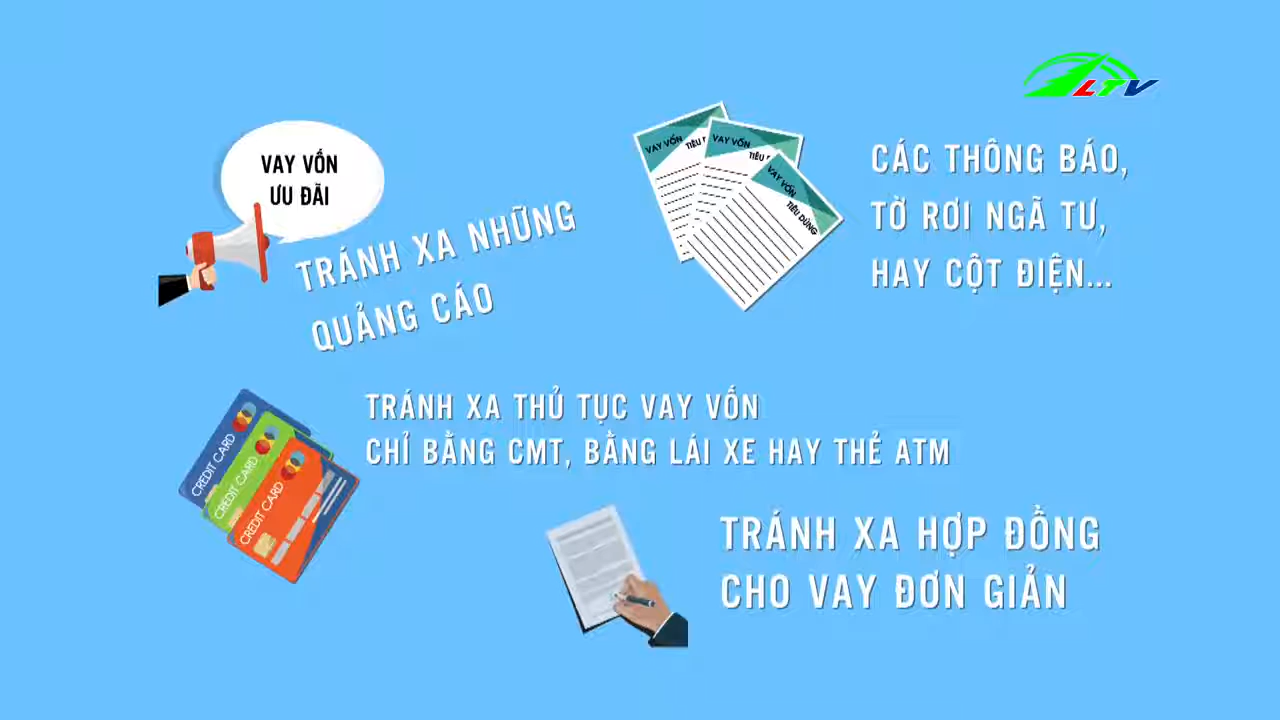 LTV
VAY VỐN
ƯU ĐÃI
TRÁNH XA NHỮNG
QUẢNG CÁO
VAY VỐN
TIÊU D
VAY VỐN
TIÊU D
VAY VỐN
TIÊU DÙNG
CÁC THÔNG BÁO,
TỜ RƠI NGÃ TƯ,
HAY CỘT ĐIỆN...
CREDIT CARD
CREDIT CARD
CREDIT CARD
TRÁNH XA THỦ TỤC VAY VỐN
CHỈ BẰNG CMT, BẰNG LÁI XE HAY THẺ ATM
TRÁNH XA HỢP ĐỒNG
CHO VAY ĐƠN GIẢN